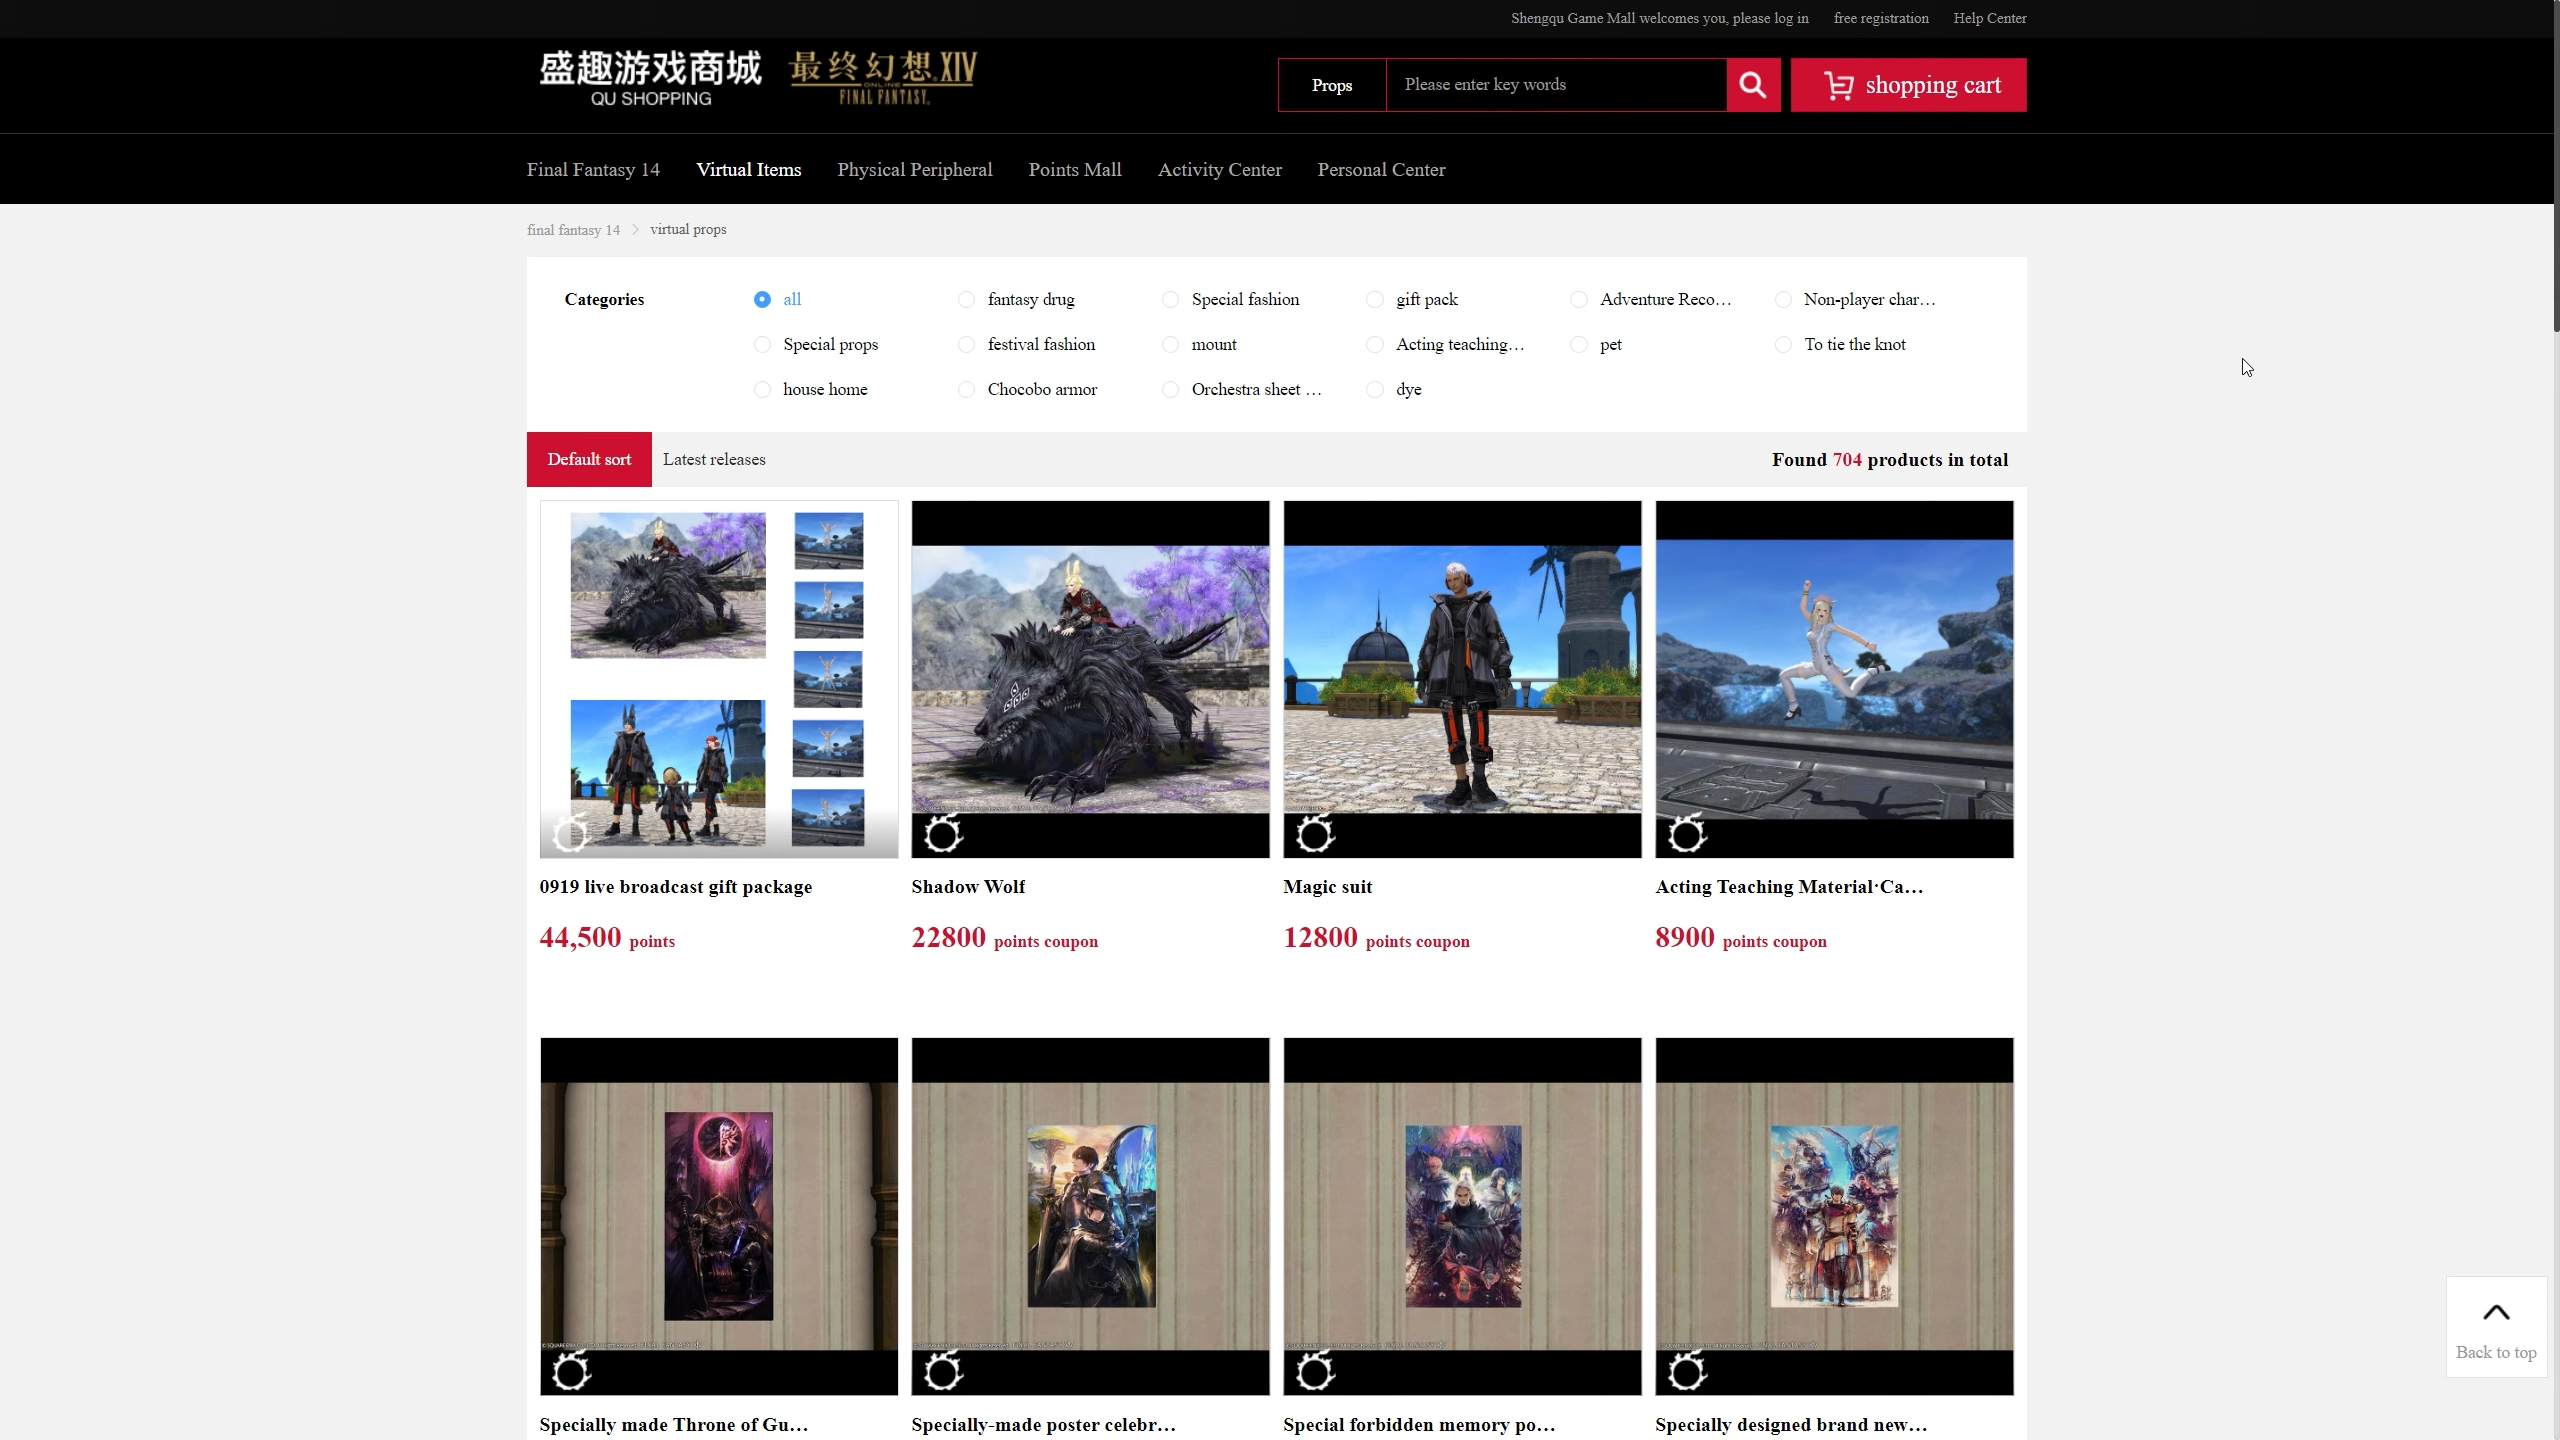 Shengqu Game Mall welcomes you, please log in free registration Help Center
盛趣游戏商城 最终幻想XIV
QU SHOPPING ONLINE FINAL FANTASY.
Props Please enter key words shopping cart
Final Fantasy 14 Virtual Items Physical Peripheral Points Mall Activity Center Personal Center
final fantasy 14 virtual props
Categories all fantasy drug Special fashion gift pack Adventure Reco… Non-player char…
Special props festival fashion mount Acting teaching… pet To tie the knot
house home Chocobo armor Orchestra sheet … dye
Default sort Latest releases Found 704 products in total
0919 live broadcast gift package Shadow Wolf Magic suit Acting Teaching Material·Ca…
44,500 points 22800 points coupon 12800 points coupon 8900 points coupon
Back to top
Specially made Throne of Gu… Specially-made poster celebr… Special forbidden memory po… Specially designed brand new…